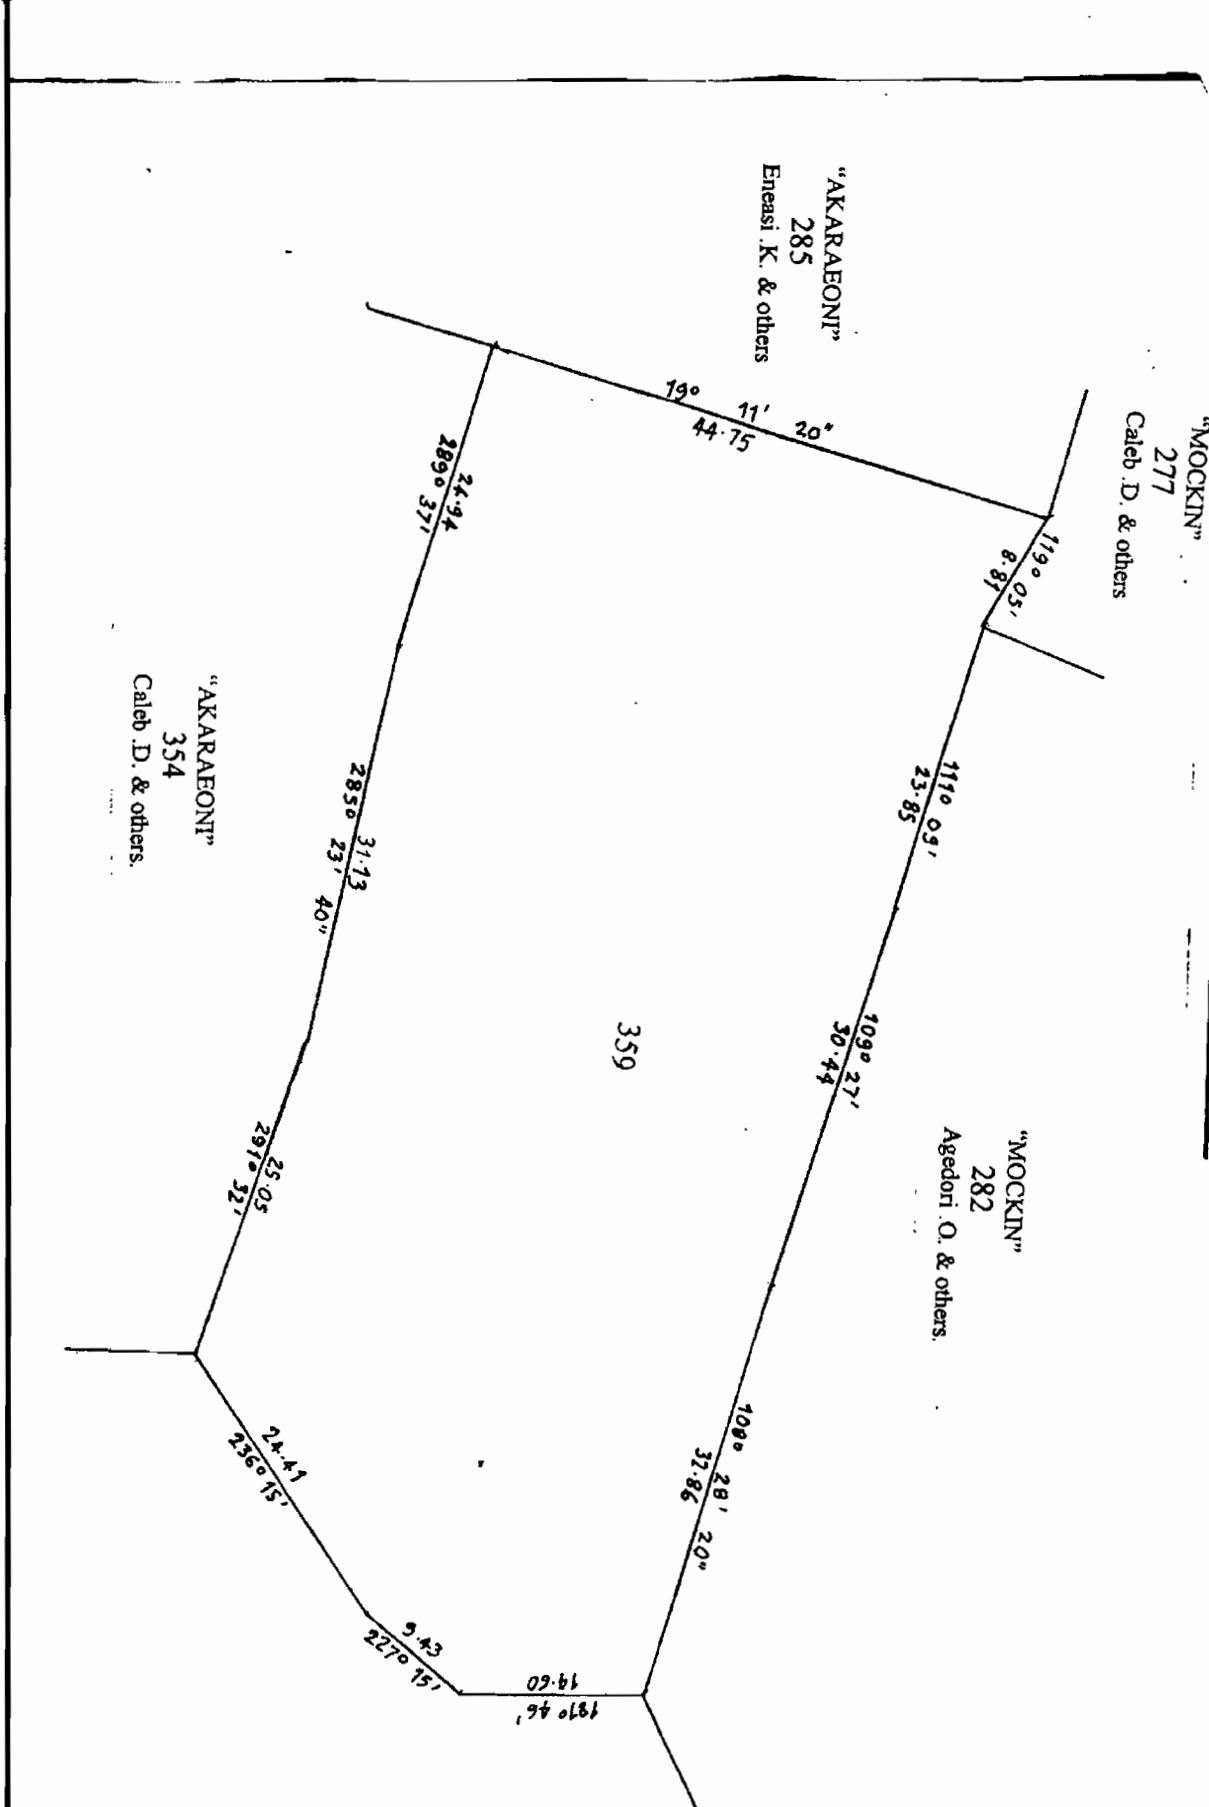 "MOCKIN"
277
Caleb .D. & others
"AKARAEONI"
285
Eneasi .K. & others
19° 11' 20"
44.75
119° 05'
8.81
111° 09'
23.85
109° 27'
30.44
"MOCKIN"
282
Agedori .O. & others.
108° 28' 20"
32.86
359
24.94
289° 37'
31.13
285° 23' 40"
25.05
291° 32'
"AKARAEONI"
354
Caleb .D. & others.
24.41
236° 15'
9.43
227° 15'
14.60
181° 46'